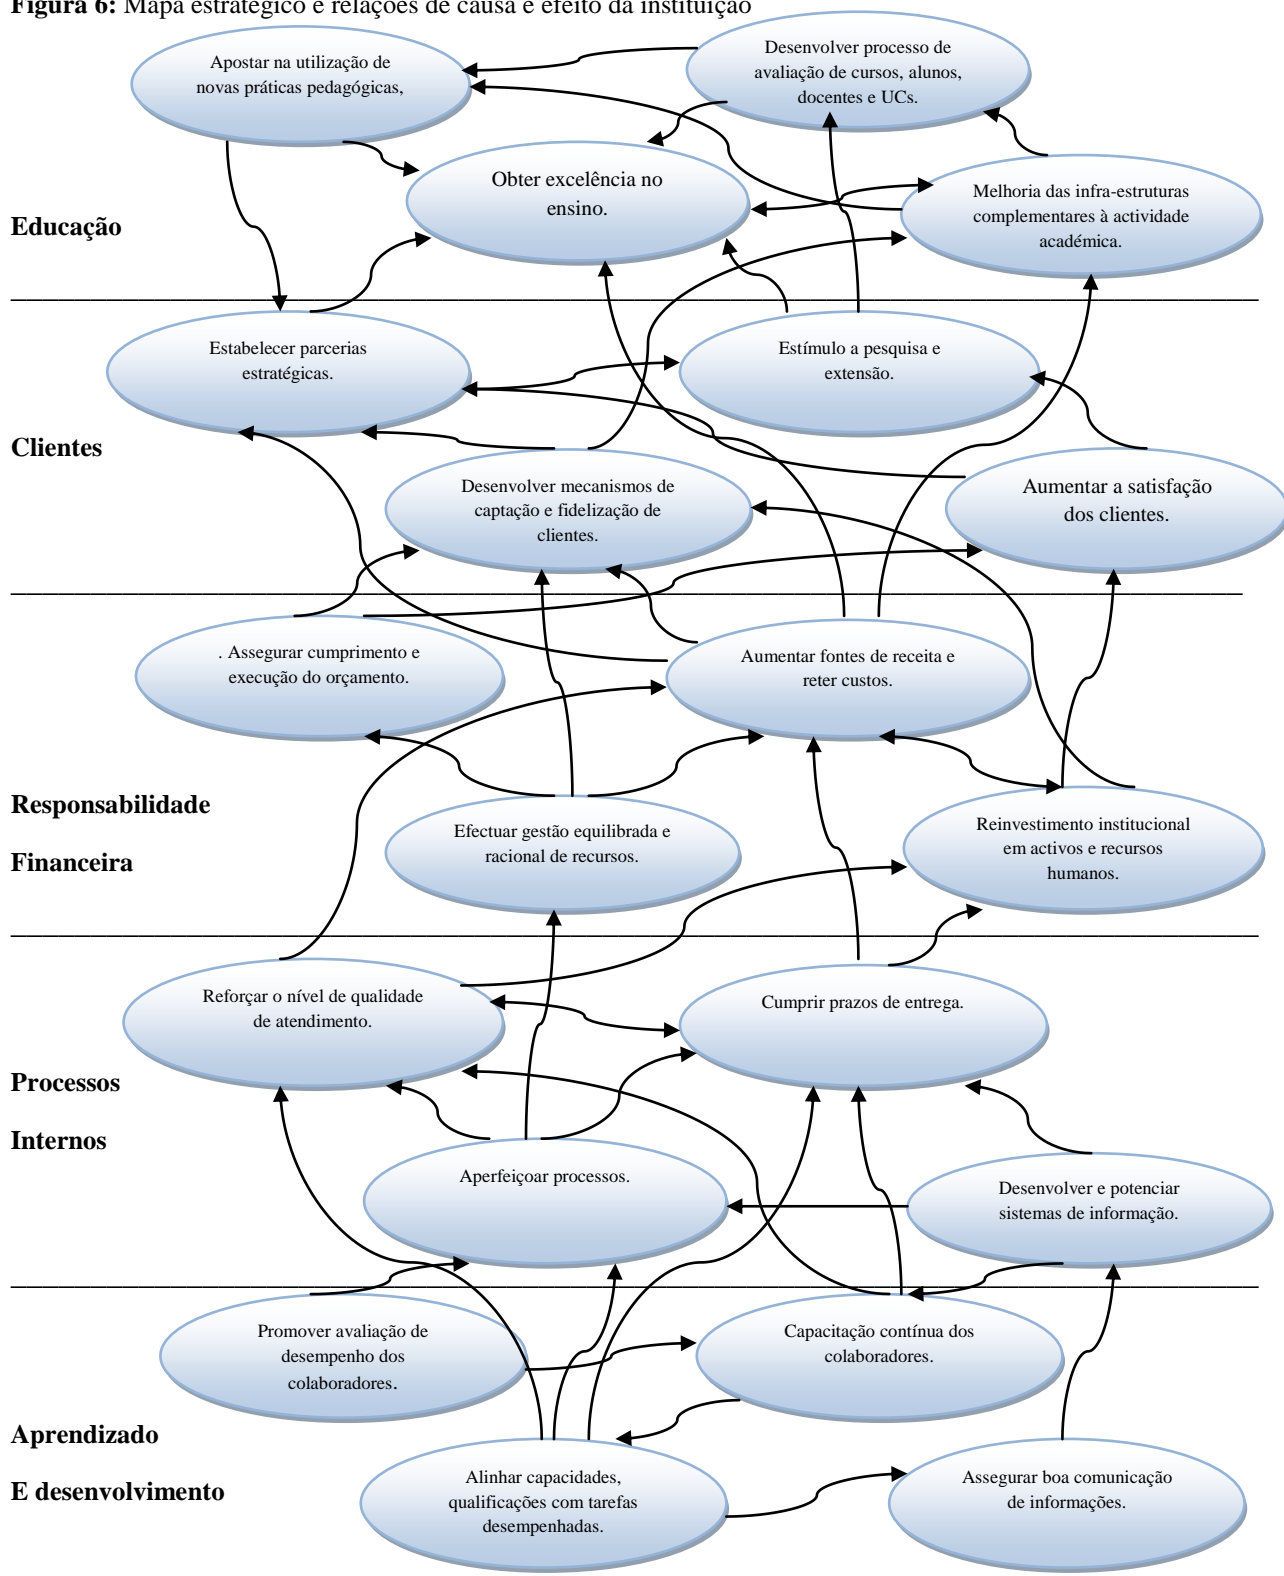 Figura 6: Mapa estratégico e relações de causa e efeito da instituição
Apostar na utilização de
novas práticas pedagógicas,
Desenvolver processo de
avaliação de cursos, alunos,
docentes e UCs.
Obter excelência no
ensino.
Melhoria das infra-estruturas
complementares à actividade
académica.
Educação
Estabelecer parcerias
estratégicas.
Estímulo a pesquisa e
extensão.
Clientes
Desenvolver mecanismos de
captação e fidelização de
clientes.
Aumentar a satisfação
dos clientes.
. Assegurar cumprimento e
execução do orçamento.
Aumentar fontes de receita e
reter custos.
Responsabilidade
Financeira
Efectuar gestão equilibrada e
racional de recursos.
Reinvestimento institucional
em activos e recursos
humanos.
Reforçar o nível de qualidade
de atendimento.
Cumprir prazos de entrega.
Processos
Internos
Aperfeiçoar processos.
Desenvolver e potenciar
sistemas de informação.
Promover avaliação de
desempenho dos
colaboradores.
Capacitação contínua dos
colaboradores.
Aprendizado
E desenvolvimento
Alinhar capacidades,
qualificações com tarefas
desempenhadas.
Assegurar boa comunicação
de informações.